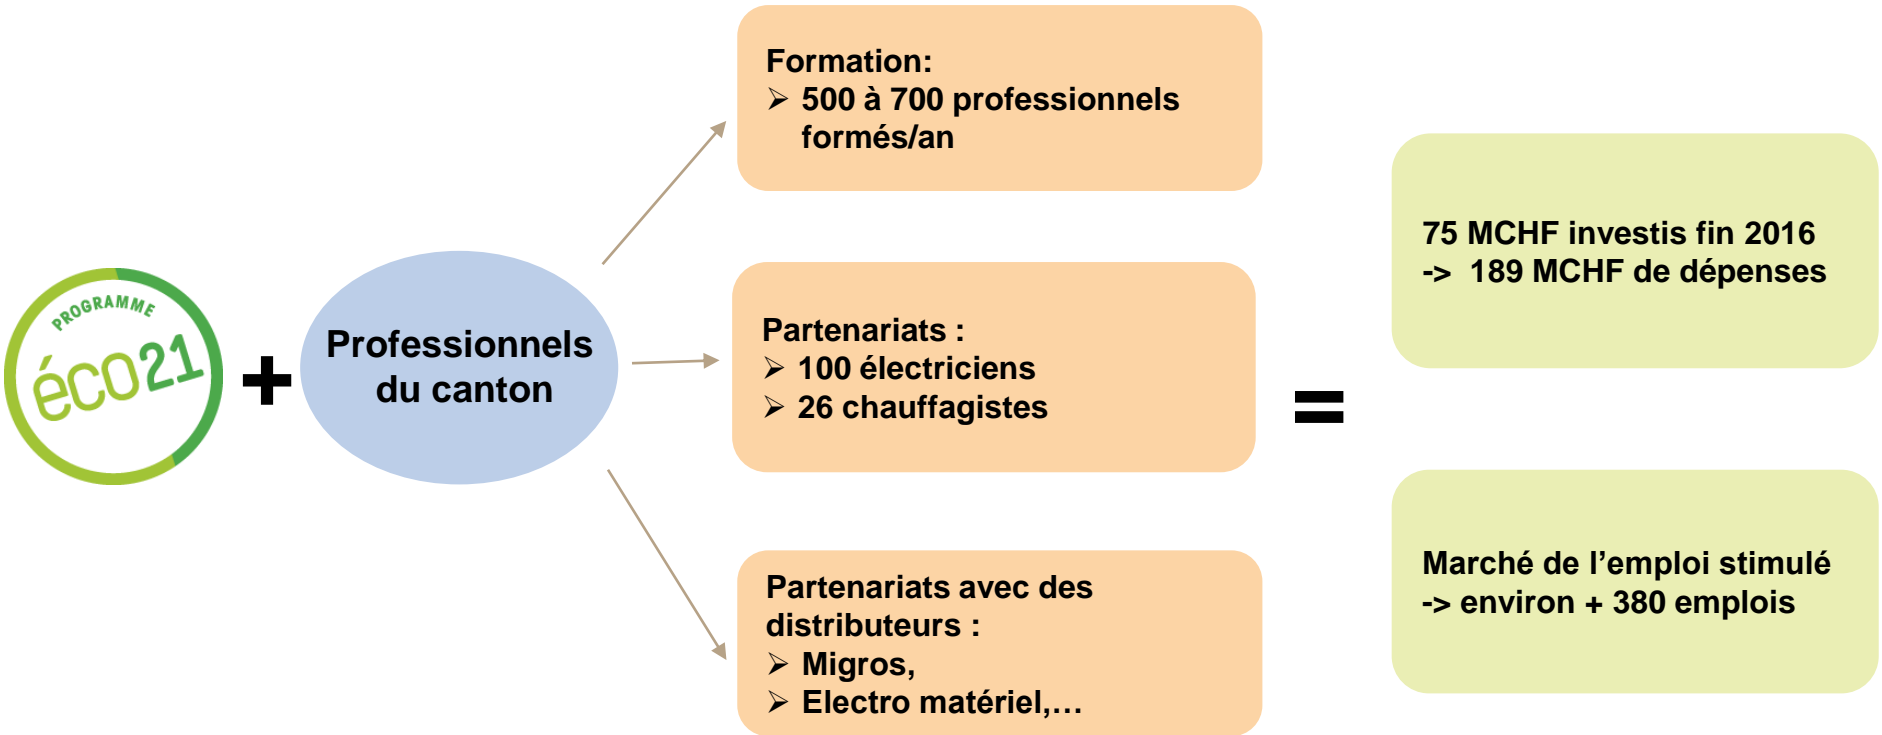 PROGRAMME
éco21
+
Professionnels
du canton
Formation:
➢ 500 à 700 professionnels
formés/an
Partenariats :
➢ 100 électriciens
➢ 26 chauffagistes
Partenariats avec des
distributeurs :
➢ Migros,
➢ Electro matériel,…
=
75 MCHF investis fin 2016
-> 189 MCHF de dépenses
Marché de l’emploi stimulé
-> environ + 380 emplois